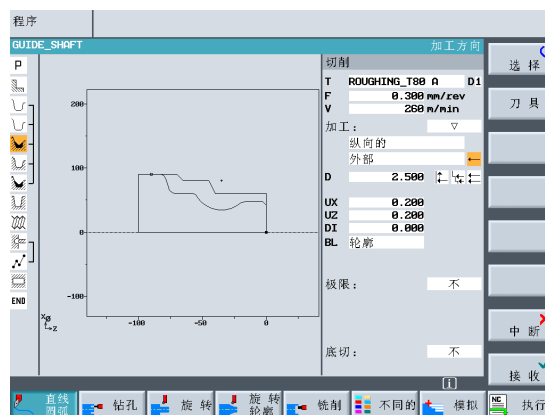 程序
GUIDE_SHAFT 加工方向
切削
选择
T ROUGHING_T80 A D1
F 0.300 mm/rev
V 260 m/min
刀具
加工: ▽
纵向的
外部 ←
D 2.500
UX 0.200
UZ 0.200
DI 0.000
BL 轮廓
极限: 不
底切: 不
P
END
200
100
0
-100
-100 -50 0
XØ
Z
中断
接收
i
直线
圆弧
钻孔
旋转
旋转
轮廓
铣削
不同的
模拟
NC
执行